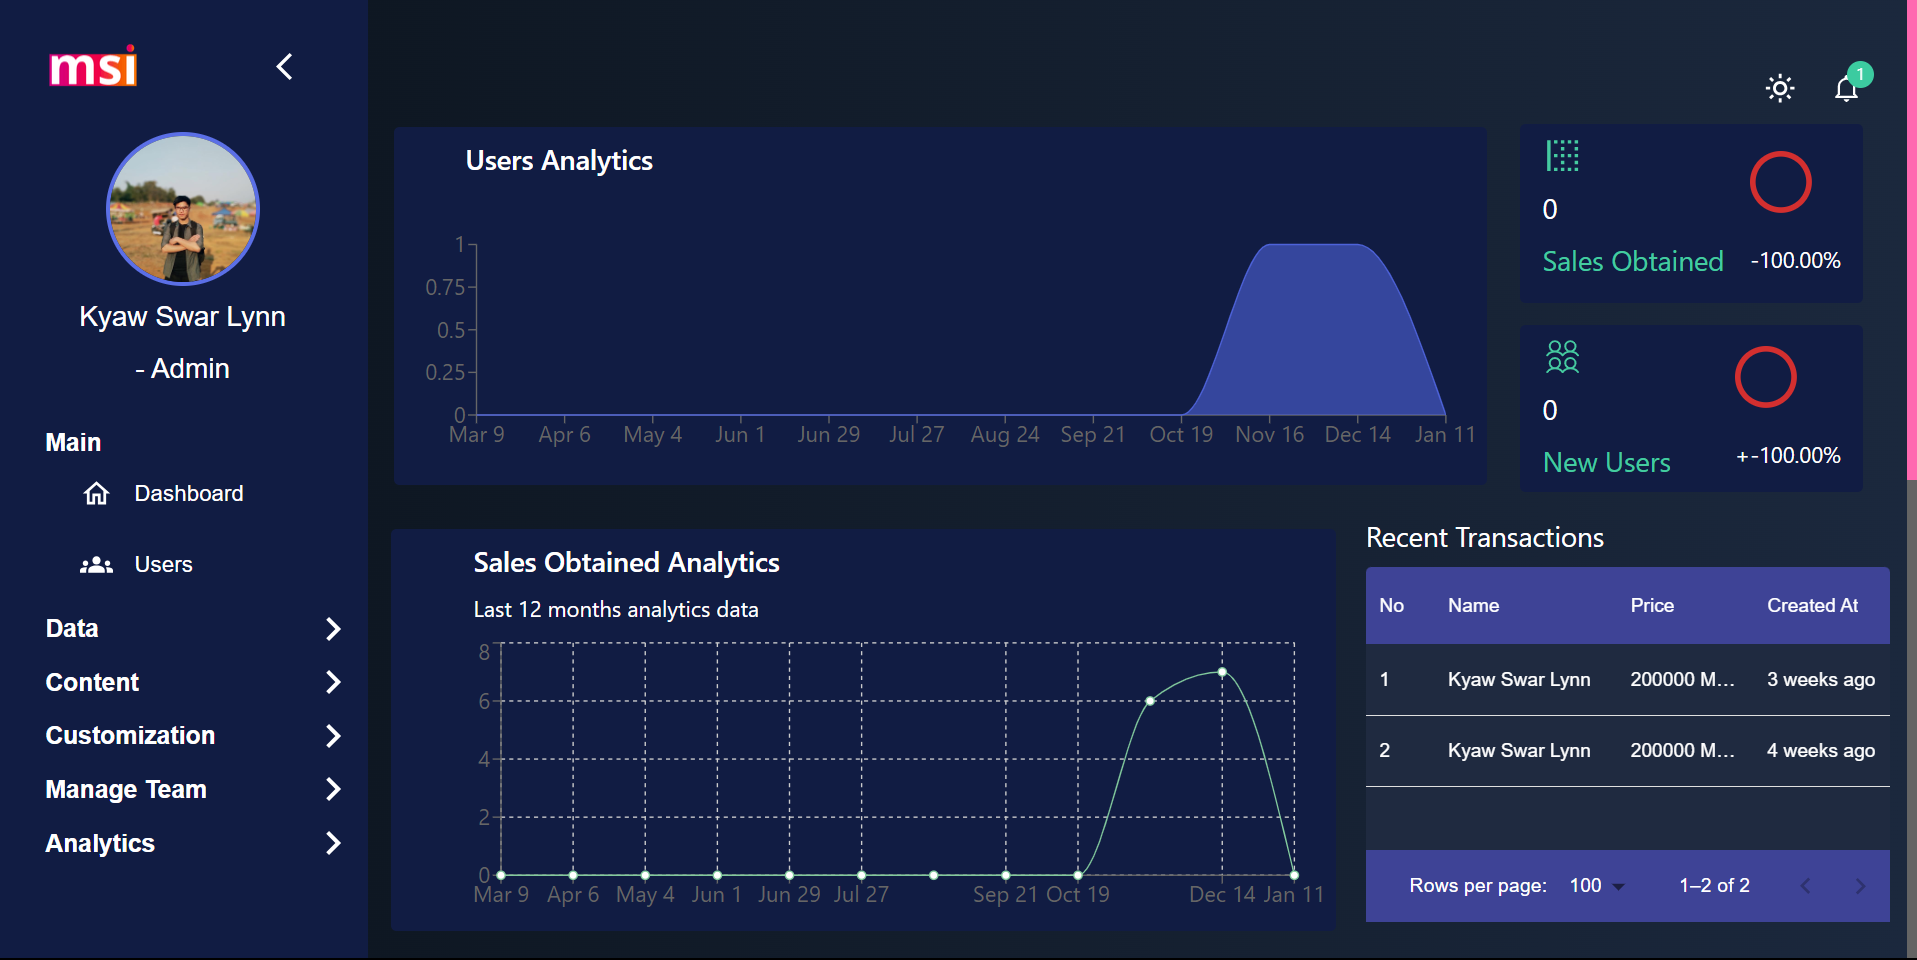 msi
Kyaw Swar Lynn
- Admin
Main
Dashboard
Users
Data
Content
Customization
Manage Team
Analytics
1
Users Analytics
1
0.75
0.5
0.25
0
Mar 9 Apr 6 May 4 Jun 1 Jun 29 Jul 27 Aug 24 Sep 21 Oct 19 Nov 16 Dec 14 Jan 11
0
Sales Obtained -100.00%
0
New Users +-100.00%
Sales Obtained Analytics
Last 12 months analytics data
8
6
4
2
0
Mar 9 Apr 6 May 4 Jun 1 Jun 29 Jul 27 Sep 21 Oct 19 Dec 14 Jan 11
Recent Transactions
No Name Price Created At
1 Kyaw Swar Lynn 200000 M... 3 weeks ago
2 Kyaw Swar Lynn 200000 M... 4 weeks ago
Rows per page: 100 1–2 of 2